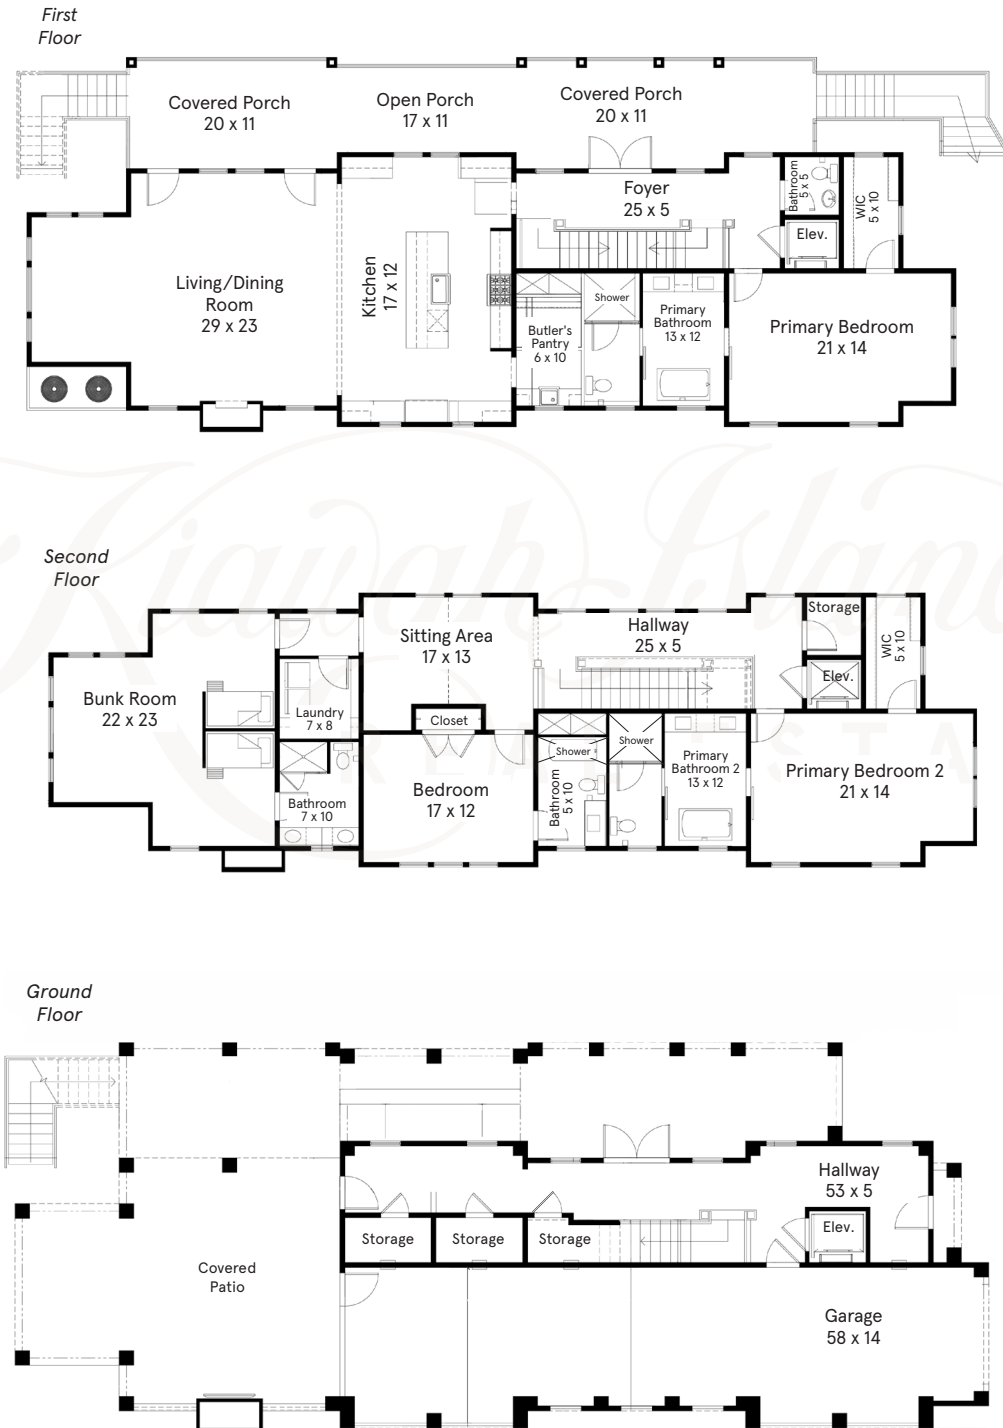 First
Floor
Covered Porch
20 x 11
Open Porch
17 x 11
Covered Porch
20 x 11
Foyer
25 x 5
Bathroom
5 x 5
WIC
5 x 10
Elev.
Living/Dining
Room
29 x 23
Kitchen
17 x 12
Butler's
Pantry
6 x 10
Shower
Primary
Bathroom
13 x 12
Primary Bedroom
21 x 14
Kiawah Island
REAL ESTA
Second
Floor
Bunk Room
22 x 23
Sitting Area
17 x 13
Hallway
25 x 5
Storage
WIC
5 x 10
Elev.
Laundry
7 x 8
Closet
Bathroom
7 x 10
Bedroom
17 x 12
Shower
Bathroom
5 x 10
Shower
Primary
Bathroom 2
13 x 12
Primary Bedroom 2
21 x 14
Ground
Floor
Hallway
53 x 5
Elev.
Storage
Storage
Storage
Covered
Patio
Garage
58 x 14